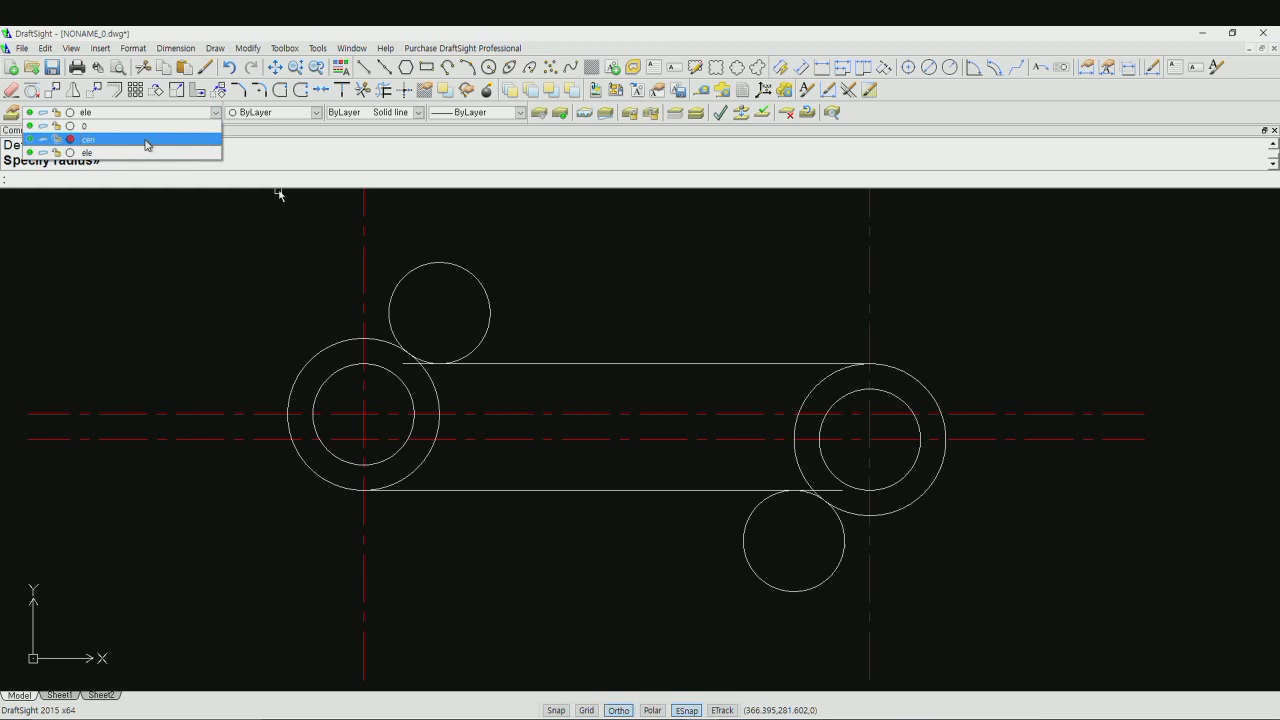 DraftSight - [NONAME_0.dwg*]
File Edit View Insert Format Dimension Draw Modify Toolbox Tools Window Help Purchase DraftSight Professional
ele ByLayer ByLayer Solid line ByLayer
0
cen
ele
Specify radius»
:
Y
X
Model Sheet1 Sheet2
DraftSight 2015 x64 Snap Grid Ortho Polar ESnap ETrack (366.395,281.602,0)